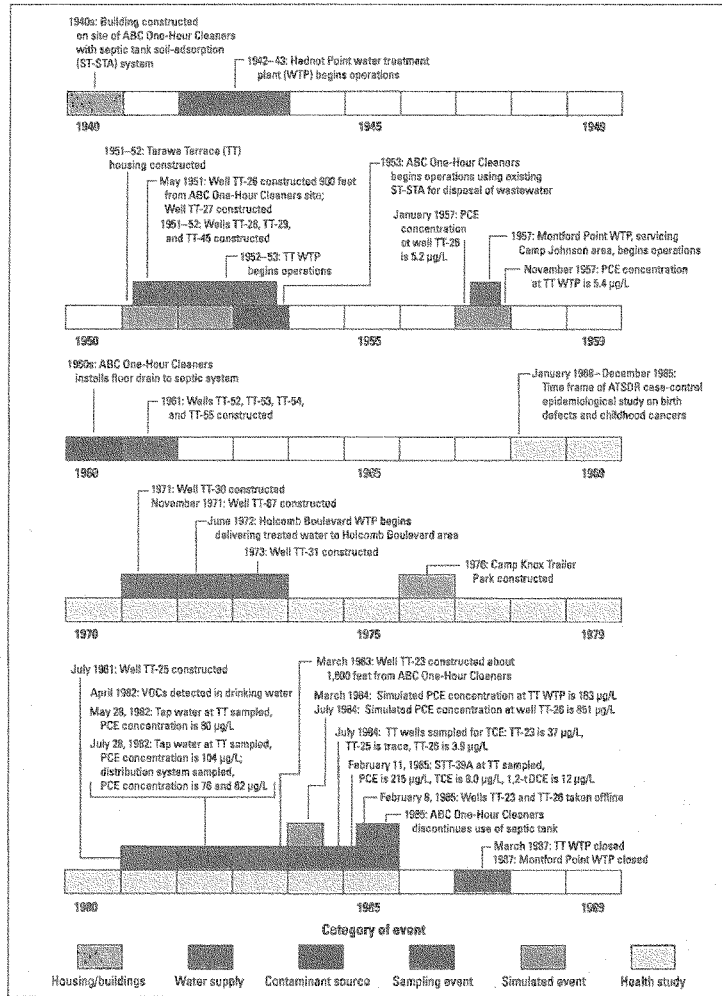 1940s: Building constructed
on site of ABC One-Hour Cleaners
with septic tank soil-adsorption
(ST-STA) system
1942–43: Hadnot Point water treatment
plant (WTP) begins operations
1940 1945 1949
1951–52: Tarawa Terrace (TT)
housing constructed
May 1951: Well TT-26 constructed 900 feet
from ABC One-Hour Cleaners site;
Well TT-27 constructed
1951–52: Wells TT-28, TT-29,
and TT-45 constructed
1952–53: TT WTP
begins operations
1953: ABC One-Hour Cleaners
begins operations using existing
ST-STA for disposal of wastewater
January 1957: PCE
concentration
at well TT-26
is 5.2 µg/L
1957: Montford Point WTP, servicing
Camp Johnson area, begins operations
November 1957: PCE concentration
at TT WTP is 5.4 µg/L
1950 1955 1959
1960s: ABC One-Hour Cleaners
installs floor drain to septic system
1961: Wells TT-52, TT-53, TT-54,
and TT-55 constructed
January 1968–December 1985:
Time frame of ATSDR case-control
epidemiological study on birth
defects and childhood cancers
1960 1965 1969
1971: Well TT-30 constructed
November 1971: Well TT-67 constructed
June 1972: Holcomb Boulevard WTP begins
delivering treated water to Holcomb Boulevard area
1973: Well TT-31 constructed
1976: Camp Knox Trailer
Park constructed
1970 1975 1979
July 1981: Well TT-25 constructed
April 1982: VOCs detected in drinking water
May 28, 1982: Tap water at TT sampled,
PCE concentration is 80 µg/L
July 28, 1982: Tap water at TT sampled,
PCE concentration is 104 µg/L;
distribution system sampled,
PCE concentration is 76 and 82 µg/L
March 1983: Well TT-23 constructed about
1,800 feet from ABC One-Hour Cleaners
March 1984: Simulated PCE concentration at TT WTP is 183 µg/L
July 1984: Simulated PCE concentration at well TT-26 is 851 µg/L
July 1984: TT wells sampled for TCE: TT-23 is 37 µg/L,
TT-25 is trace, TT-26 is 3.9 µg/L
February 11, 1985: STT-39A at TT sampled,
PCE is 215 µg/L, TCE is 8.0 µg/L, 1,2-tDCE is 12 µg/L
February 8, 1985: Wells TT-23 and TT-26 taken offline
1985: ABC One-Hour Cleaners
discontinues use of septic tank
March 1987: TT WTP closed
1987: Montford Point WTP closed
1980 1985 1989
Category of event
Housing/buildings Water supply Contaminant source Sampling event Simulated event Health study